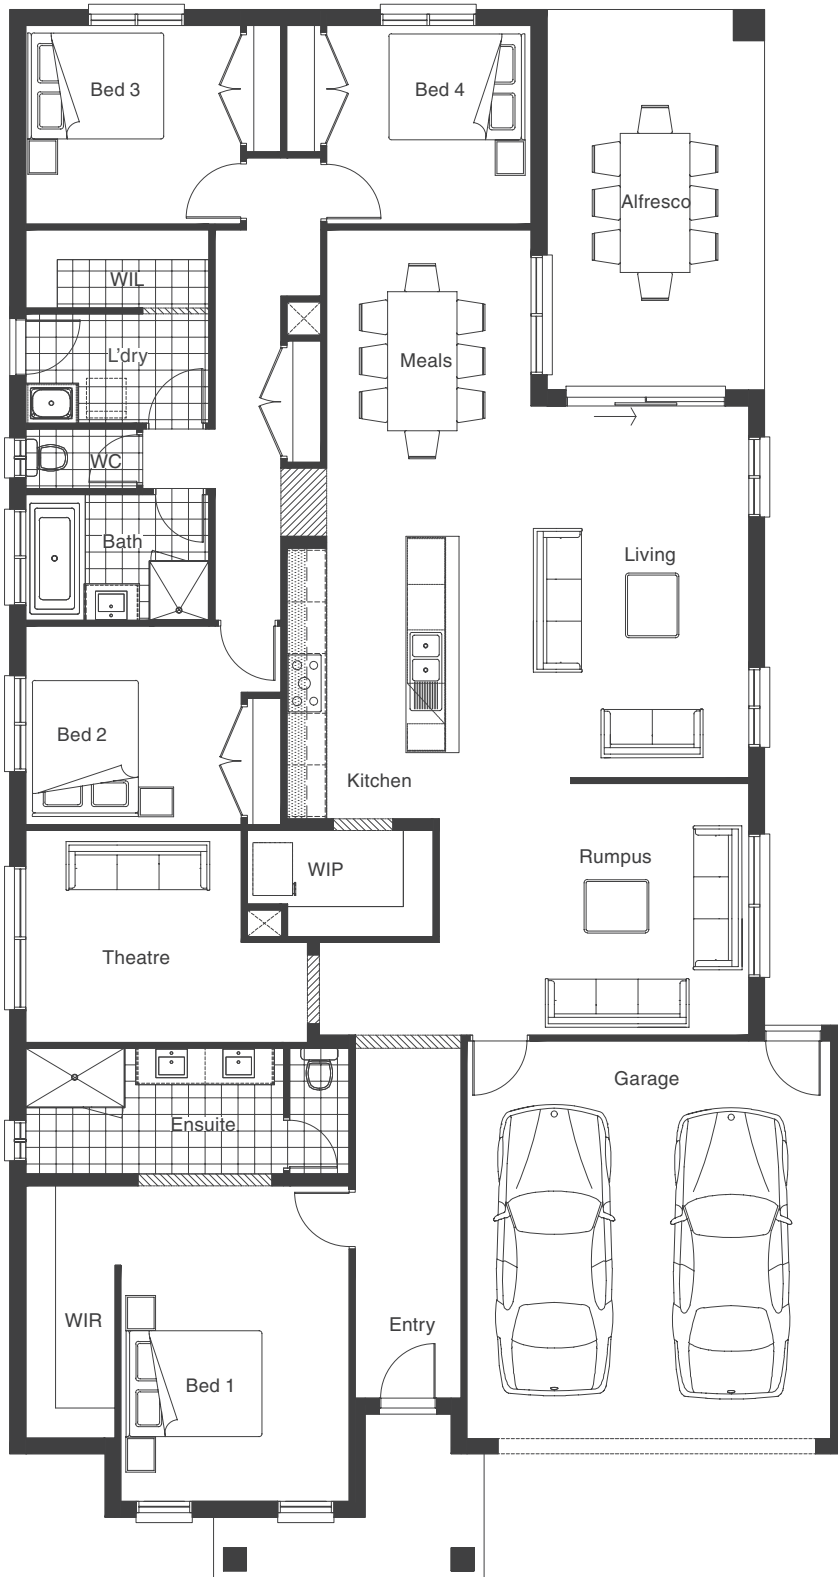 Bed 3
Bed 4
Alfresco
WIL
L'dry
Meals
WC
Bath
Living
Bed 2
Kitchen
Rumpus
WIP
Theatre
Garage
Ensuite
WIR
Entry
Bed 1